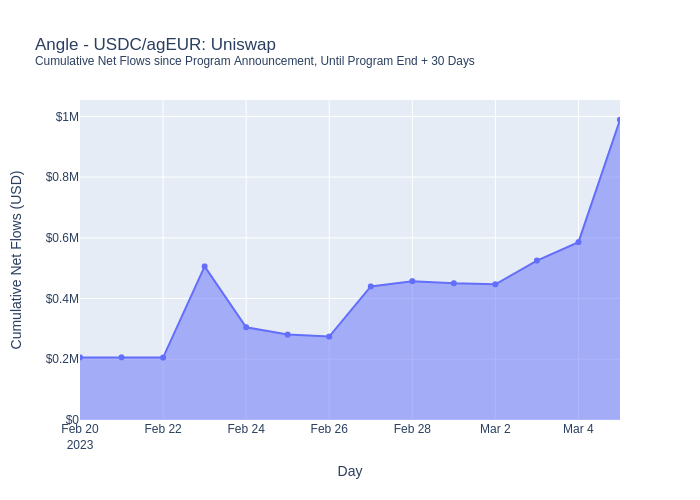 Angle - USDC/agEUR: Uniswap
Cumulative Net Flows since Program Announcement, Until Program End + 30 Days
Cumulative Net Flows (USD)
$1M
$0.8M
$0.6M
$0.4M
$0.2M
$0
Feb 20 Feb 22 Feb 24 Feb 26 Feb 28 Mar 2 Mar 4
2023
Day